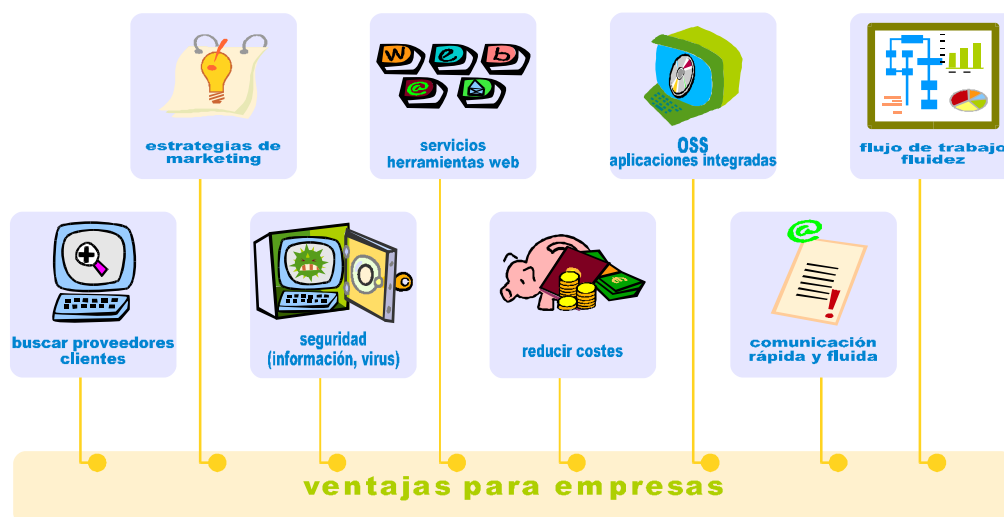 estrategias de
marketing
w e b
@
servicios
herramientas web
OSS
aplicaciones integradas
flujo de trabajo
fluidez
buscar proveedores
clientes
seguridad
(información, virus)
reducir costes
@
comunicación
rápida y fluida
ventajas para empresas